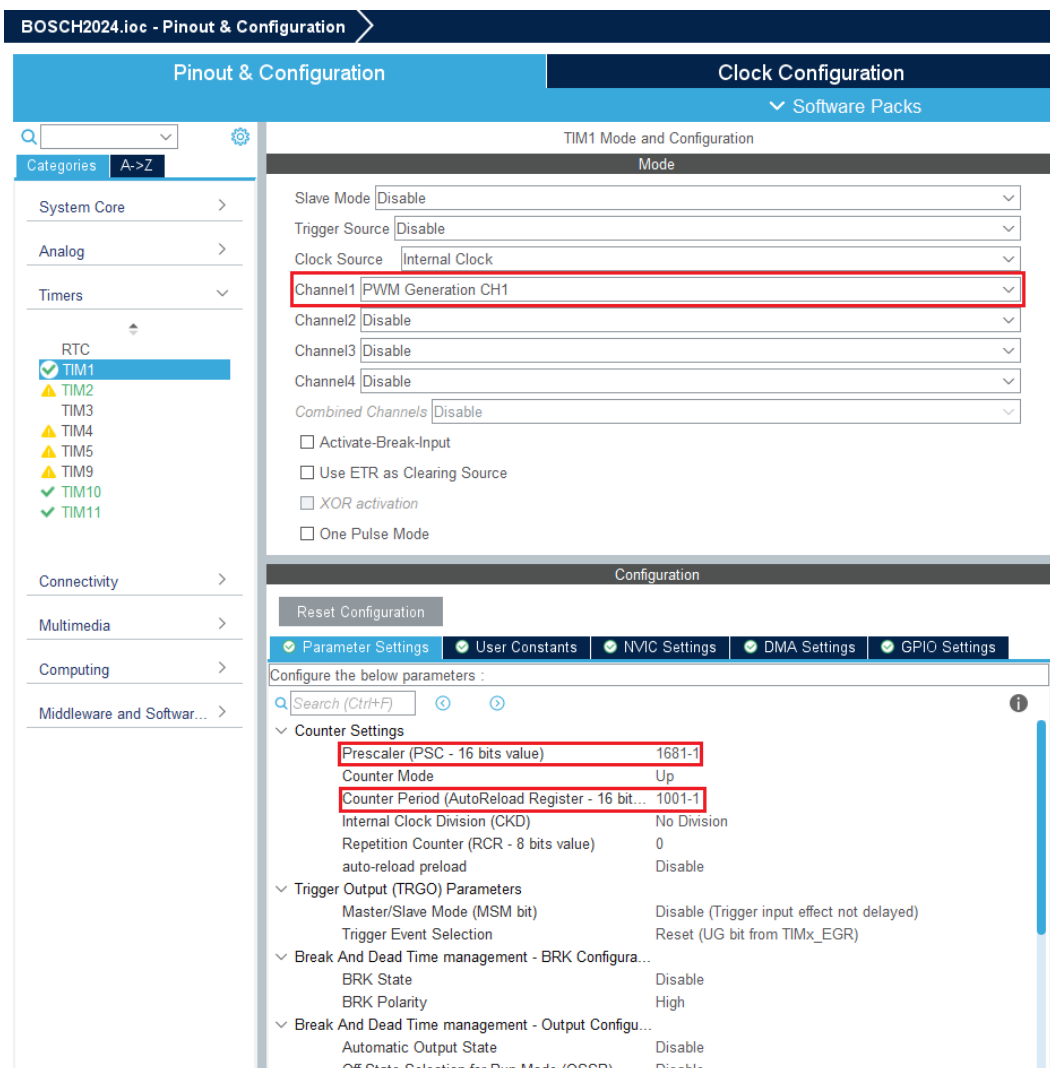 BOSCH2024.ioc - Pinout & Configuration
Pinout & Configuration
Clock Configuration
Software Packs
Categories
A->Z
System Core
Analog
Timers
RTC
TIM1
TIM2
TIM3
TIM4
TIM5
TIM9
TIM10
TIM11
Connectivity
Multimedia
Computing
Middleware and Softwar...
TIM1 Mode and Configuration
Mode
Slave Mode Disable
Trigger Source Disable
Clock Source Internal Clock
Channel1 PWM Generation CH1
Channel2 Disable
Channel3 Disable
Channel4 Disable
Combined Channels Disable
Activate-Break-Input
Use ETR as Clearing Source
XOR activation
One Pulse Mode
Configuration
Reset Configuration
Parameter Settings
User Constants
NVIC Settings
DMA Settings
GPIO Settings
Configure the below parameters :
Search (Ctrl+F)
Counter Settings
Prescaler (PSC - 16 bits value) 1681-1
Counter Mode Up
Counter Period (AutoReload Register - 16 bit... 1001-1
Internal Clock Division (CKD) No Division
Repetition Counter (RCR - 8 bits value) 0
auto-reload preload Disable
Trigger Output (TRGO) Parameters
Master/Slave Mode (MSM bit) Disable (Trigger input effect not delayed)
Trigger Event Selection Reset (UG bit from TIMx_EGR)
Break And Dead Time management - BRK Configura...
BRK State Disable
BRK Polarity High
Break And Dead Time management - Output Configu...
Automatic Output State Disable
Off State Selection for Run Mode (OSSR) Disable